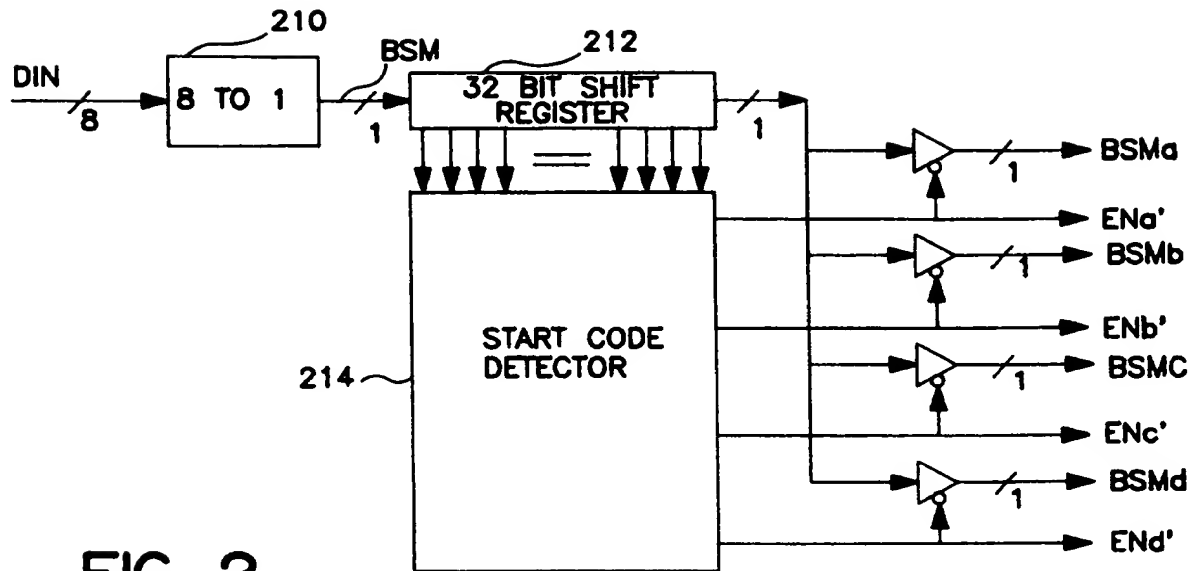 210
DIN
8
8 TO 1
BSM
1
212
32 BIT SHIFT
REGISTER
1
BSMa
1
ENa'
BSMb
1
ENb'
START CODE
DETECTOR
214
BSMC
1
ENc'
BSMd
1
ENd'